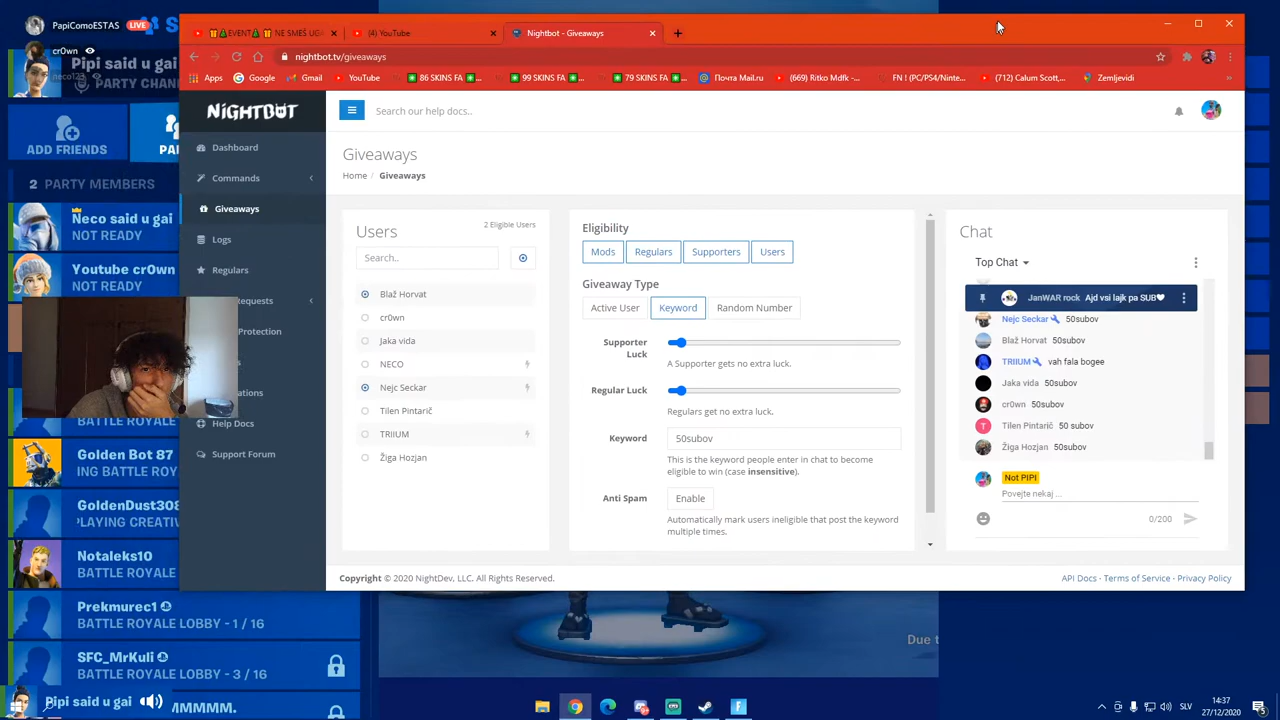 PapiComoESTAS
LIVE
cr0wn
Pipi said u gai
neco123
PARTY CHANN
ADD FRIENDS
PA
2 PARTY MEMBERS
Neco said u gai
NOT READY
Youtube cr0wn
NOT READY
Golden Bot 87
ING BATTLE ROYALE
GoldenDust308
PLAYING CREATIV
Notaleks10
BATTLE ROYALE L
Prekmurec1
BATTLE ROYALE LOBBY - 1 / 16
SFC_MrKuli
BATTLE ROYALE LOBBY - 3 / 16
Pipi said u gai
MMMMM.
EVENT
NE SMEŠ UGA
(4) YouTube
Nightbot - Giveaways
nightbot.tv/giveaways
Apps
Google
Gmail
YouTube
86 SKINS FA
99 SKINS FA
79 SKINS FA
Почта Mail.ru
(669) Ritko Mdfk -...
FN ! (PC/PS4/Ninte...
(712) Calum Scott,...
Zemljevidi
NIGHTBOT
Dashboard
Commands
Giveaways
Logs
Regulars
equests
Protection
s
ations
Help Docs
Support Forum
Search our help docs..
Giveaways
Home / Giveaways
Users
2 Eligible Users
Search..
Blaž Horvat
cr0wn
Jaka vida
NECO
Nejc Seckar
Tilen Pintarič
TRIIUM
Žiga Hozjan
Eligibility
Mods
Regulars
Supporters
Users
Giveaway Type
Active User
Keyword
Random Number
Supporter
Luck
A Supporter gets no extra luck.
Regular Luck
Regulars get no extra luck.
Keyword
50subov
This is the keyword people enter in chat to become
eligible to win (case insensitive).
Anti Spam
Enable
Automatically mark users ineligible that post the keyword
multiple times.
Chat
Top Chat
JanWAR rock Ajd vsi lajk pa SUB🖤
Nejc Seckar 50subov
Blaž Horvat 50subov
TRIIUM vah fala bogee
Jaka vida 50subov
cr0wn 50subov
Tilen Pintarič 50 subov
Žiga Hozjan 50subov
Not PIPI
Povejte nekaj ...
0/200
Copyright © 2020 NightDev, LLC. All Rights Reserved.
API Docs · Terms of Service · Privacy Policy
Due t
SLV
14:37
27/12/2020